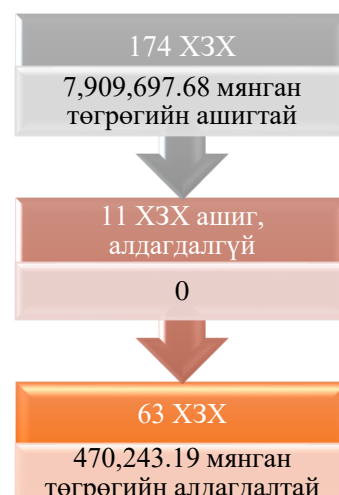 174 ХЗХ
7,909,697.68 мянган
төгрөгийн ашигтай
11 ХЗХ ашиг,
алдагдалгүй
0
63 ХЗХ
470,243.19 мянган
төгрөгийн алдагдалтай